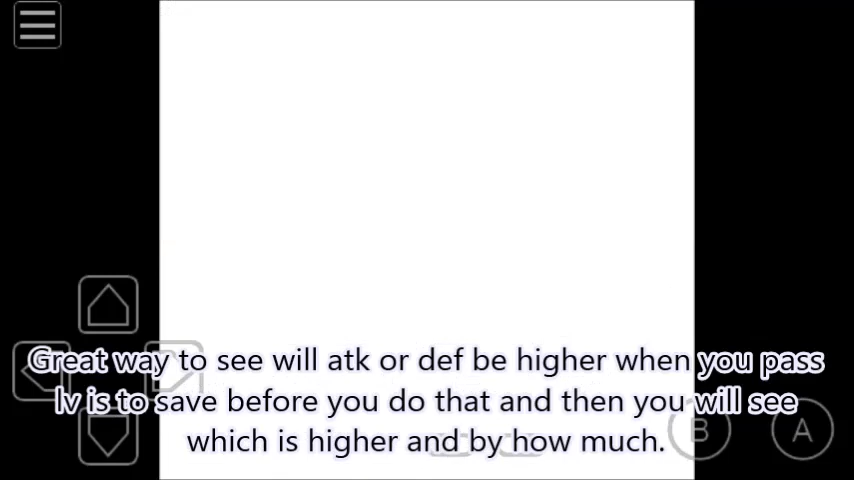 Great way to see will atk or def be higher when you pass
lv is to save before you do that and then you will see
which is higher and by how much.
B
A